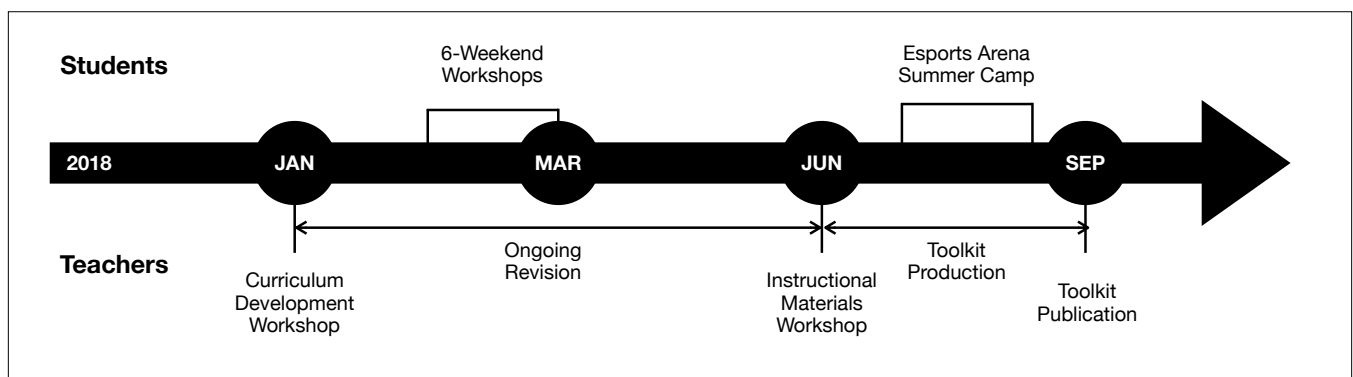 Students
6-Weekend
Workshops
Esports Arena
Summer Camp
2018
JAN
MAR
JUN
SEP
Teachers
Ongoing
Revision
Toolkit
Production
Curriculum
Development
Workshop
Instructional
Materials
Workshop
Toolkit
Publication